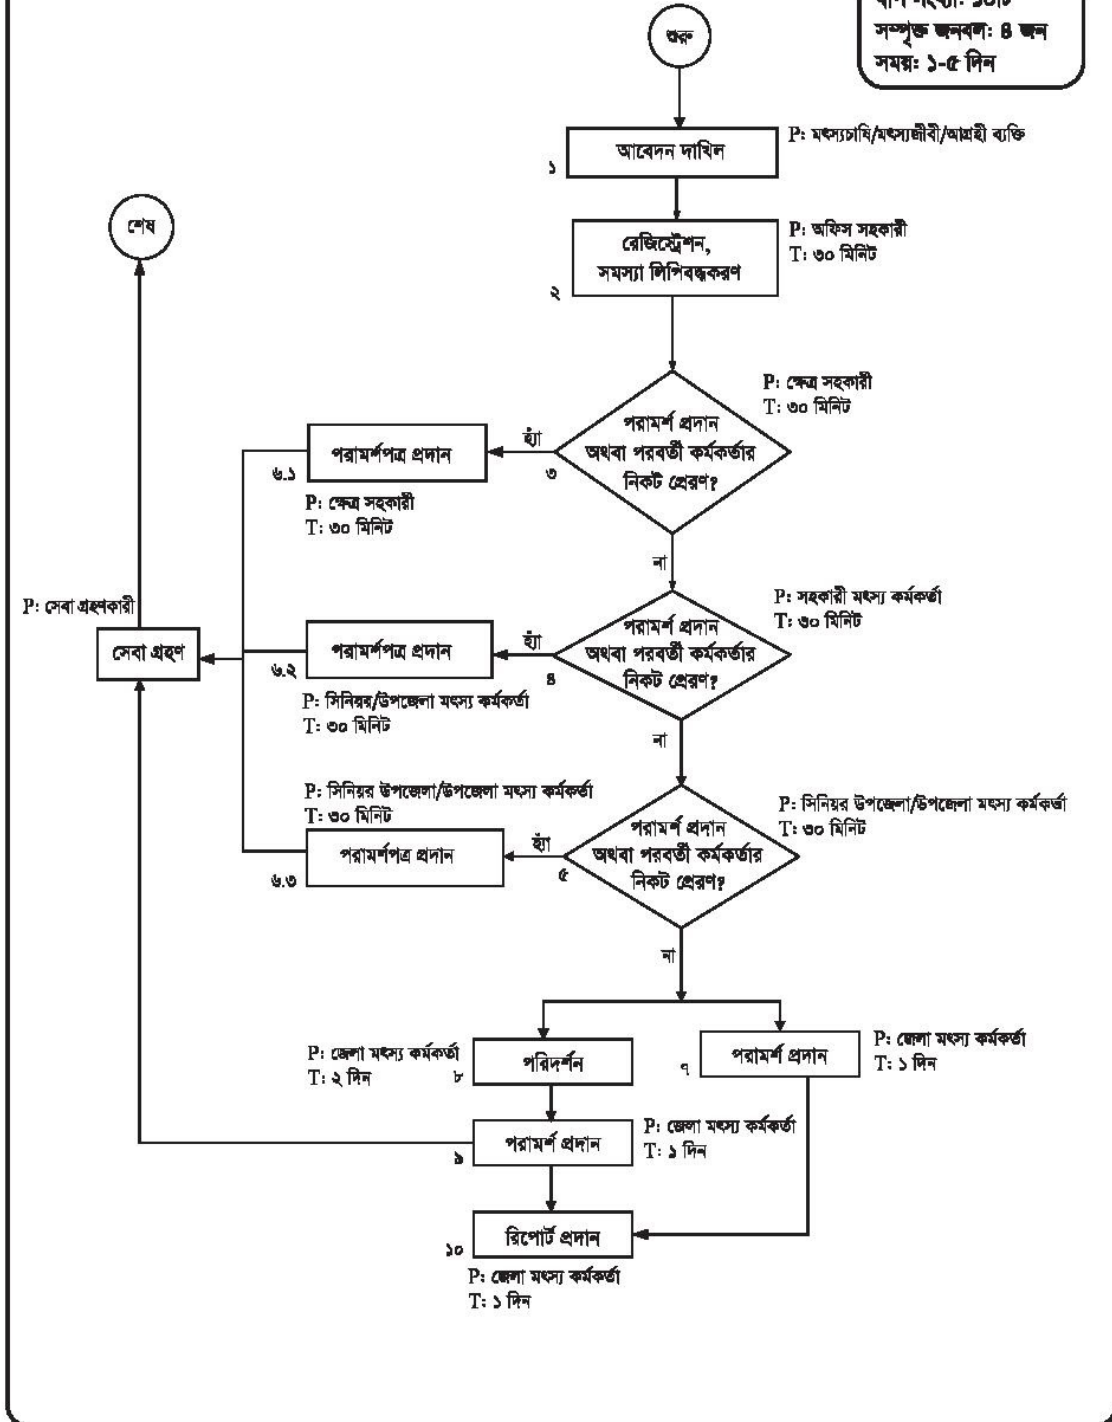 ধাপ সংখ্যা: ১০টি
সম্পৃক্ত জনবল: ৪ জন
সময়: ১-৫ দিন
শুরু
P: মৎস্যচাষি/মৎস্যজীবী/আগ্রহী ব্যক্তি
আবেদন দাখিল
১
শেষ
P: অফিস সহকারী
T: ৩০ মিনিট
রেজিস্ট্রেশন,
সমস্যা লিপিবদ্ধকরণ
২
P: ক্ষেত্র সহকারী
T: ৩০ মিনিট
পরামর্শ প্রদান
অথবা পরবর্তী কর্মকর্তার
নিকট প্রেরণ?
৩
হ্যাঁ
পরামর্শপত্র প্রদান
৬.১
P: ক্ষেত্র সহকারী
T: ৩০ মিনিট
না
P: সহকারী মৎস্য কর্মকর্তা
T: ৩০ মিনিট
P: সেবা গ্রহণকারী
সেবা গ্রহণ
পরামর্শ প্রদান
অথবা পরবর্তী কর্মকর্তার
নিকট প্রেরণ?
৪
হ্যাঁ
পরামর্শপত্র প্রদান
৬.২
P: সিনিয়র/উপজেলা মৎস্য কর্মকর্তা
T: ৩০ মিনিট
না
P: সিনিয়র উপজেলা/উপজেলা মৎস্য কর্মকর্তা
T: ৩০ মিনিট
P: সিনিয়র উপজেলা/উপজেলা মৎস্য কর্মকর্তা
T: ৩০ মিনিট
পরামর্শ প্রদান
অথবা পরবর্তী কর্মকর্তার
নিকট প্রেরণ?
৫
হ্যাঁ
পরামর্শপত্র প্রদান
৬.৩
না
P: জেলা মৎস্য কর্মকর্তা
T: ২ দিন
৮
পরিদর্শন
৭
পরামর্শ প্রদান
P: জেলা মৎস্য কর্মকর্তা
T: ১ দিন
পরামর্শ প্রদান
৯
P: জেলা মৎস্য কর্মকর্তা
T: ১ দিন
রিপোর্ট প্রদান
১০
P: জেলা মৎস্য কর্মকর্তা
T: ১ দিন